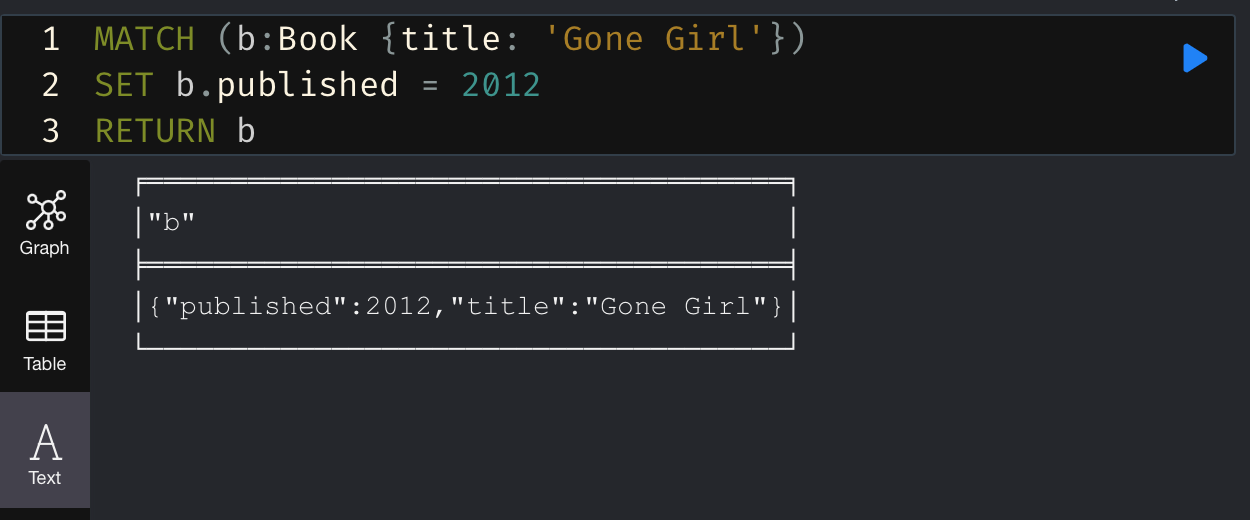 1 MATCH (b:Book {title: 'Gone Girl'})
2 SET b.published = 2012
3 RETURN b
"b"
Graph
{"published":2012,"title":"Gone Girl"}
Table
A
Text